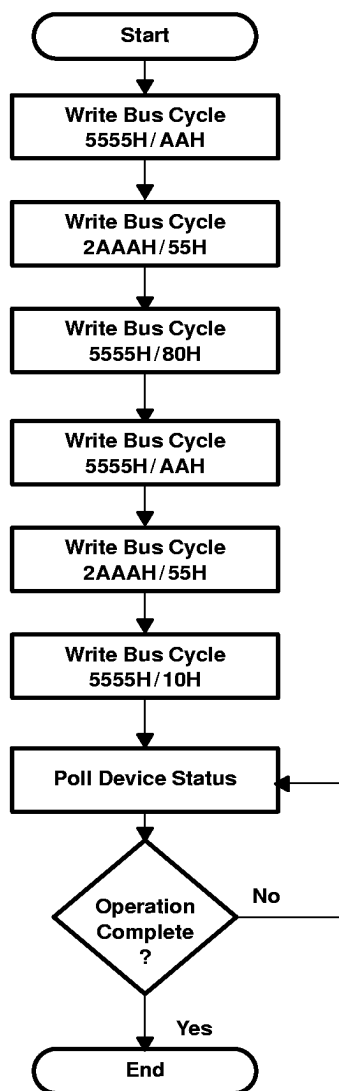 Start
Write Bus Cycle
5555H/AAH
Write Bus Cycle
2AAAH/55H
Write Bus Cycle
5555H/80H
Write Bus Cycle
5555H/AAH
Write Bus Cycle
2AAAH/55H
Write Bus Cycle
5555H/10H
Poll Device Status
Operation
Complete
?
No
Yes
End